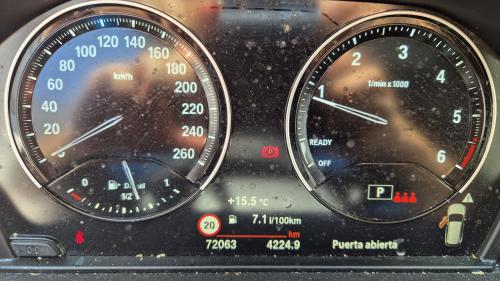 100 120 140
80 160
60 180
40 200
20 220
0 240
260
km/h
0 1/2 1
D
3 4
2 5
1 6
1/min x 1000
READY
OFF
(P)
P
+15.5 °C
20 7.1 l/100km
km
72063 4224.9
Puerta abierta